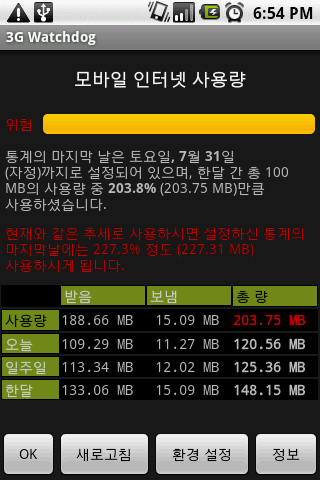 6:54 PM
3G Watchdog
모바일 인터넷 사용량
위험
통계의 마지막 날은 토요일, 7월 31일
(자정)까지로 설정되어 있으며, 한달 간 총 100
MB의 사용량 중 203.8% (203.75 MB)만큼
사용하셨습니다.
현재와 같은 추세로 사용하시면 설정하신 통계의
마지막날에는 227.3% 정도 (227.31 MB)
사용하시게 됩니다.
받음 보냄 총 량
사용량 188.66 MB 15.09 MB 203.75 MB
오늘 109.29 MB 11.27 MB 120.56 MB
일주일 113.34 MB 12.02 MB 125.36 MB
한달 133.06 MB 15.09 MB 148.15 MB
OK 새로고침 환경 설정 정보